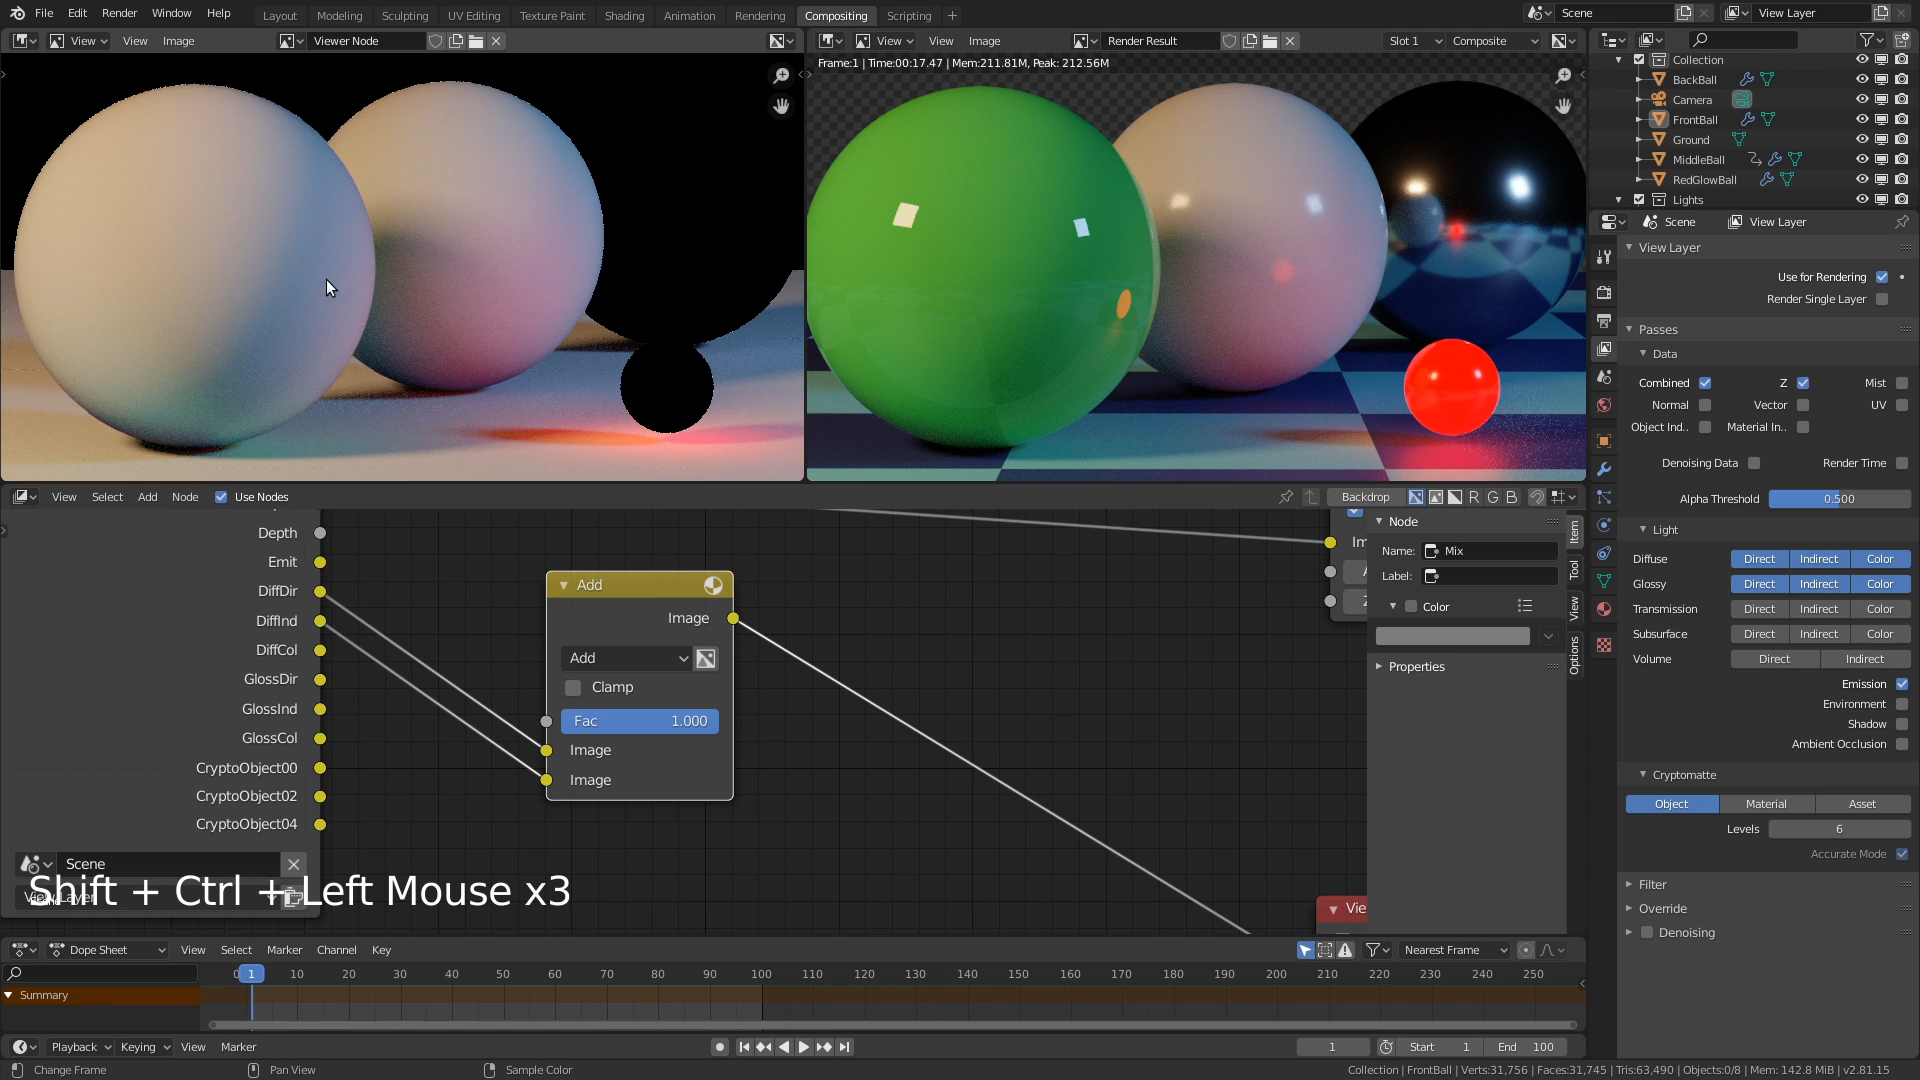 File Edit Render Window Help Layout Modeling Sculpting UV Editing Texture Paint Shading Animation Rendering Compositing Scripting + Scene View Layer
View View Image Viewer Node
View View Image Render Result Slot 1 Composite
Frame:1 | Time:00:17.47 | Mem:211.81M, Peak: 212.56M
Collection
BackBall
Camera
FrontBall
Ground
MiddleBall
RedGlowBall
Lights
Scene View Layer
View Layer
Use for Rendering
Render Single Layer
Passes
Data
Combined Z Mist
Normal Vector UV
Object Ind.. Material In..
Denoising Data Render Time
Alpha Threshold 0.500
Light
Diffuse Direct Indirect Color
Glossy Direct Indirect Color
Transmission Direct Indirect Color
Subsurface Direct Indirect Color
Volume Direct Indirect
Emission
Environment
Shadow
Ambient Occlusion
Cryptomatte
Object Material Asset
Levels 6
Accurate Mode
Filter
Override
Denoising
View Select Add Node Use Nodes Backdrop R G B
Depth
Emit
DiffDir
DiffInd
DiffCol
GlossDir
GlossInd
GlossCol
CryptoObject00
CryptoObject02
CryptoObject04
Scene
Shift + Ctrl + Left Mouse x3
Add
Image
Add
Clamp
Fac 1.000
Image
Image
Im
Vie
Node
Name: Mix
Label:
Color
Properties
Item
Tool
View
Options
Dope Sheet View Select Marker Channel Key Nearest Frame
0 1 10 20 30 40 50 60 70 80 90 100 110 120 130 140 150 160 170 180 190 200 210 220 230 240 250
Summary
Playback Keying View Marker 1 Start 1 End 100
Change Frame Pan View Sample Color Collection | FrontBall | Verts:31,756 | Faces:31,745 | Tris:63,490 | Objects:0/8 | Mem: 142.8 MiB | v2.81.15